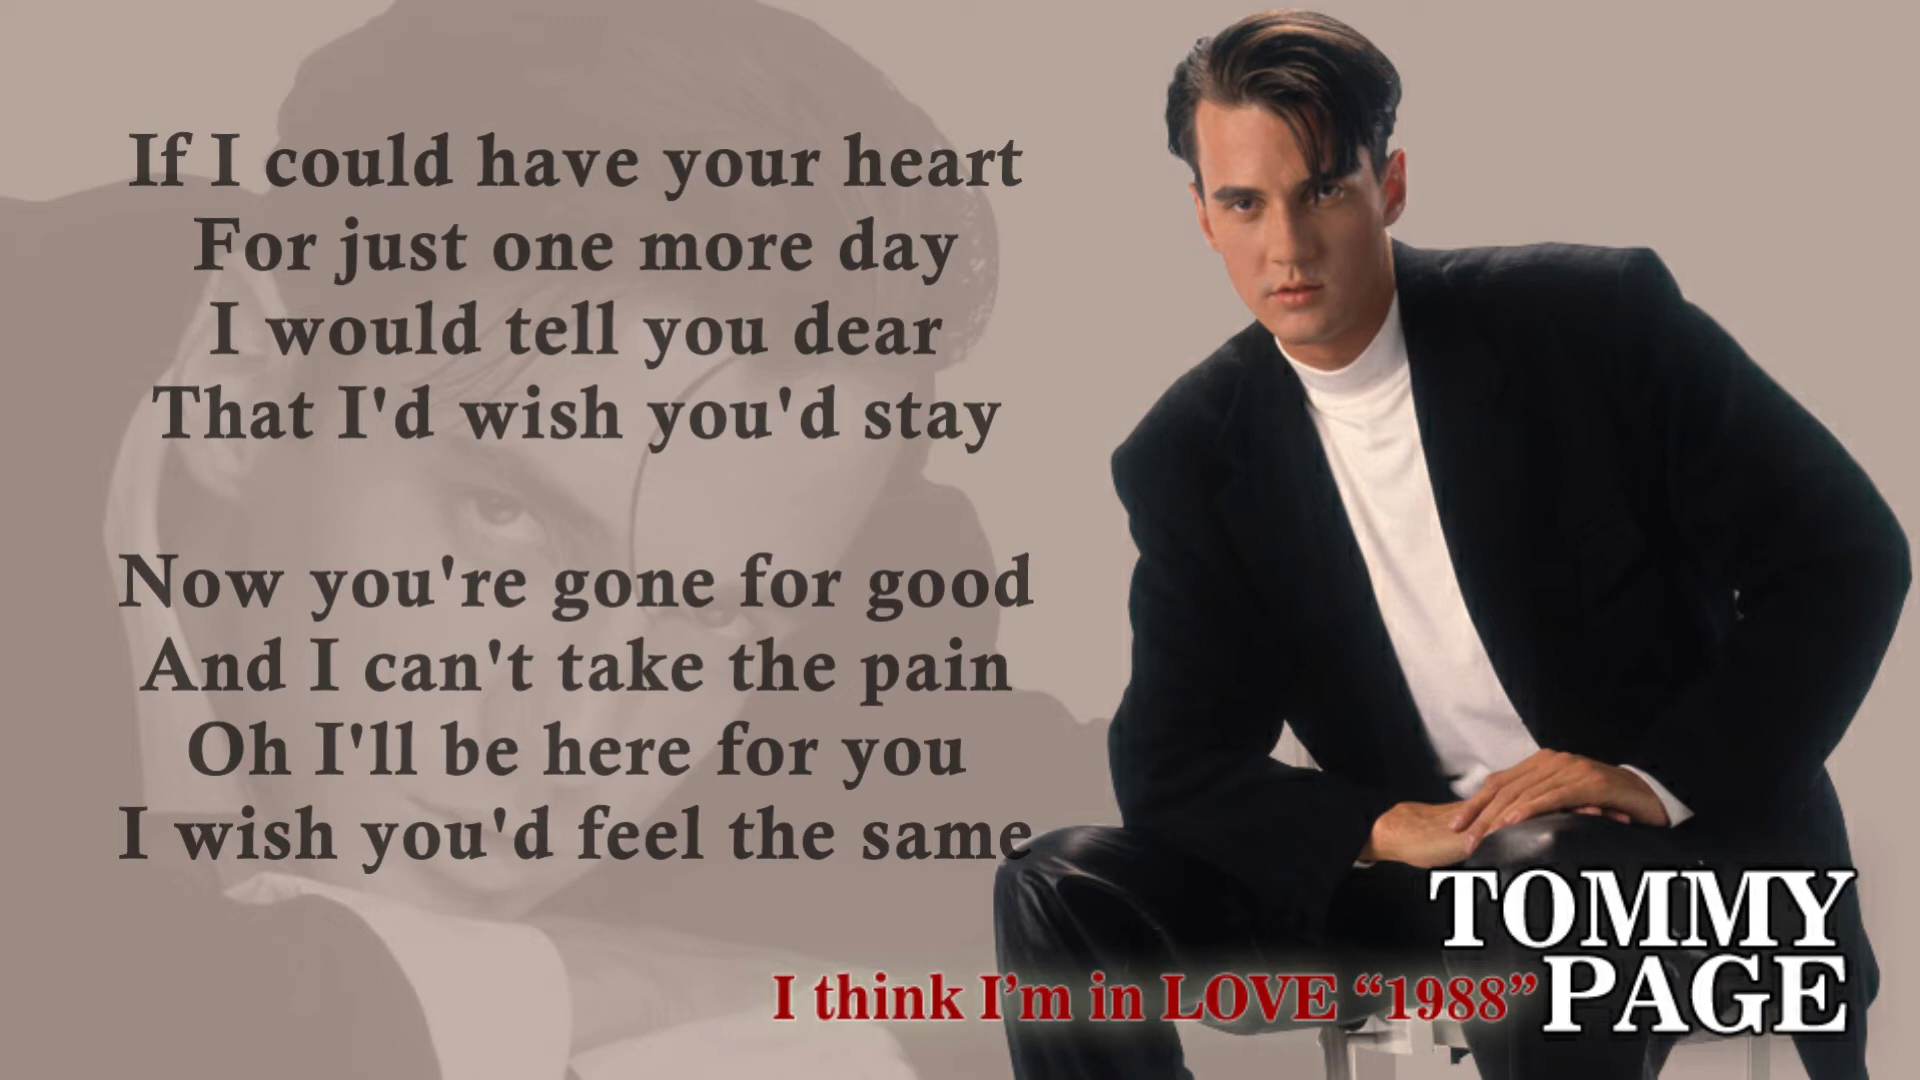 If I could have your heart
For just one more day
I would tell you dear
That I'd wish you'd stay
Now you're gone for good
And I can't take the pain
Oh I'll be here for you
I wish you'd feel the same
TOMMY
PAGE
I think I’m in LOVE “1988”